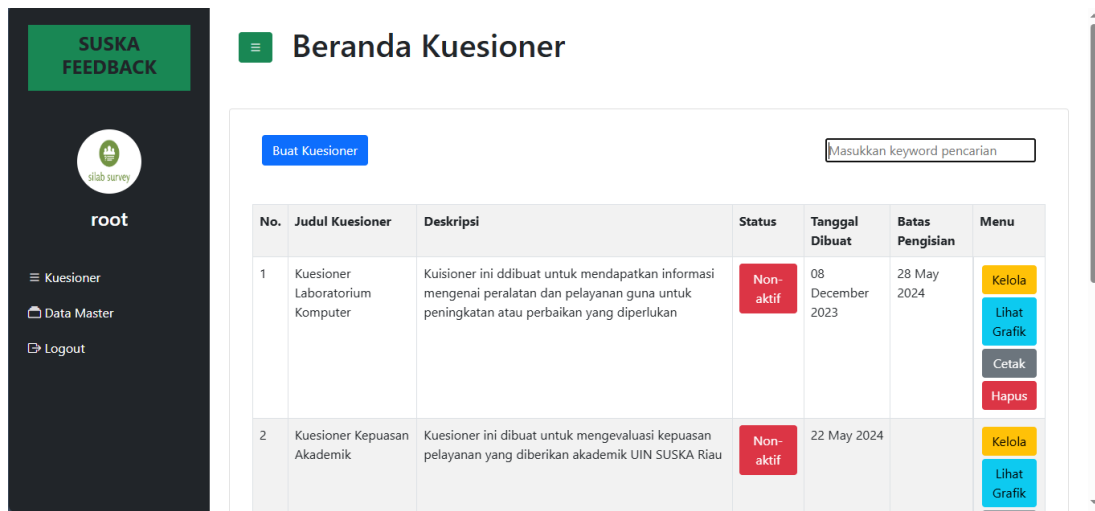 SUSKA
FEEDBACK
silab survey
root
Kuesioner
Data Master
Logout
Beranda Kuesioner
Buat Kuesioner
Masukkan keyword pencarian
No. Judul Kuesioner Deskripsi Status Tanggal Dibuat Batas Pengisian Menu
1
Kuesioner
Laboratorium
Komputer
Kuisioner ini ddibuat untuk mendapatkan informasi
mengenai peralatan dan pelayanan guna untuk
peningkatan atau perbaikan yang diperlukan
Non-
aktif
08
December
2023
28 May
2024
Kelola
Lihat
Grafik
Cetak
Hapus
2
Kuesioner Kepuasan
Akademik
Kuesioner ini dibuat untuk mengevaluasi kepuasan
pelayanan yang diberikan akademik UIN SUSKA Riau
Non-
aktif
22 May 2024
Kelola
Lihat
Grafik